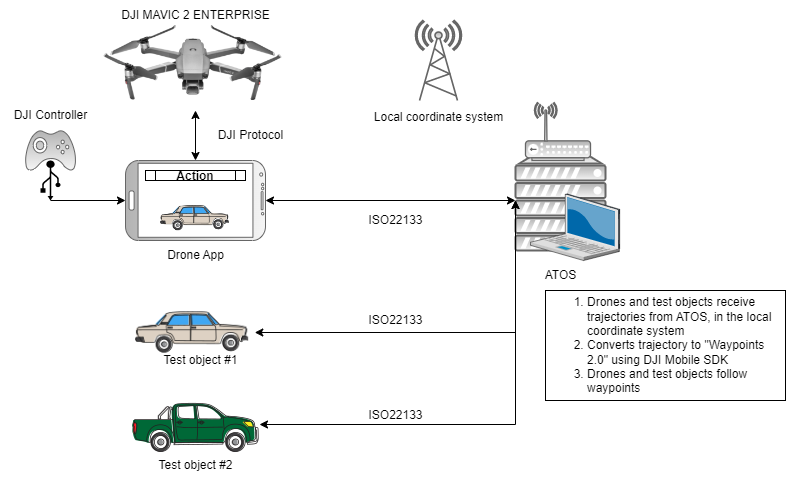 DJI MAVIC 2 ENTERPRISE
DJI Controller
Local coordinate system
DJI Protocol
Action
ISO22133
Drone App
ATOS
1. Drones and test objects receive
trajectories from ATOS, in the local
coordinate system
2. Converts trajectory to "Waypoints
2.0" using DJI Mobile SDK
3. Drones and test objects follow
waypoints
ISO22133
Test object #1
ISO22133
Test object #2